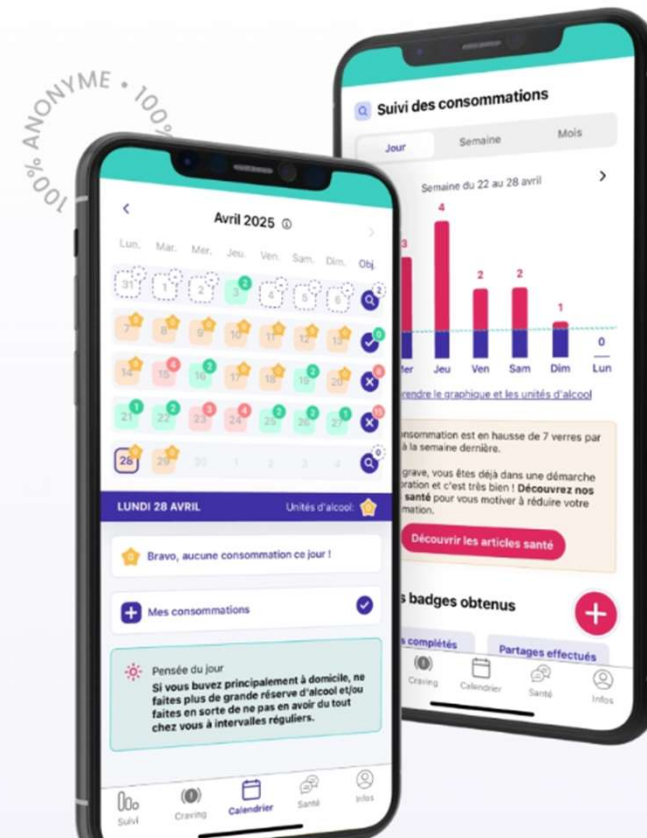 100% ANONYME • 100%
Avril 2025
Lun. Mar. Mer. Jeu. Ven. Sam. Dim. Obj.
31 1 2 3 4 5 6
7 8 9 10 11 12 13
14 15 16 17 18 19 20
21 22 23 24 25 26 27
28 29 30 1 2 3 4
LUNDI 28 AVRIL Unités d'alcool: 0
0 Bravo, aucune consommation ce jour !
Mes consommations
Pensée du jour
Si vous buvez principalement à domicile, ne
faites plus de grande réserve d'alcool et/ou
faites en sorte de ne pas en avoir du tout
chez vous à intervalles réguliers.
Suivi Craving Calendrier Santé Infos
Suivi des consommations
Jour Semaine Mois
Semaine du 22 au 28 avril
3 4 2 2 1 0
Jeu Ven Sam Dim Lun
rendre le graphique et les unités d'alcool
onsommation est en hausse de 7 verres par
à la semaine dernière.
grave, vous êtes déjà dans une démarche
ration et c'est très bien ! Découvrez nos
santé pour vous motiver à réduire votre
mation.
Découvrir les articles santé
s badges obtenus
s complétés Partages effectués
Craving Calendrier Santé Infos